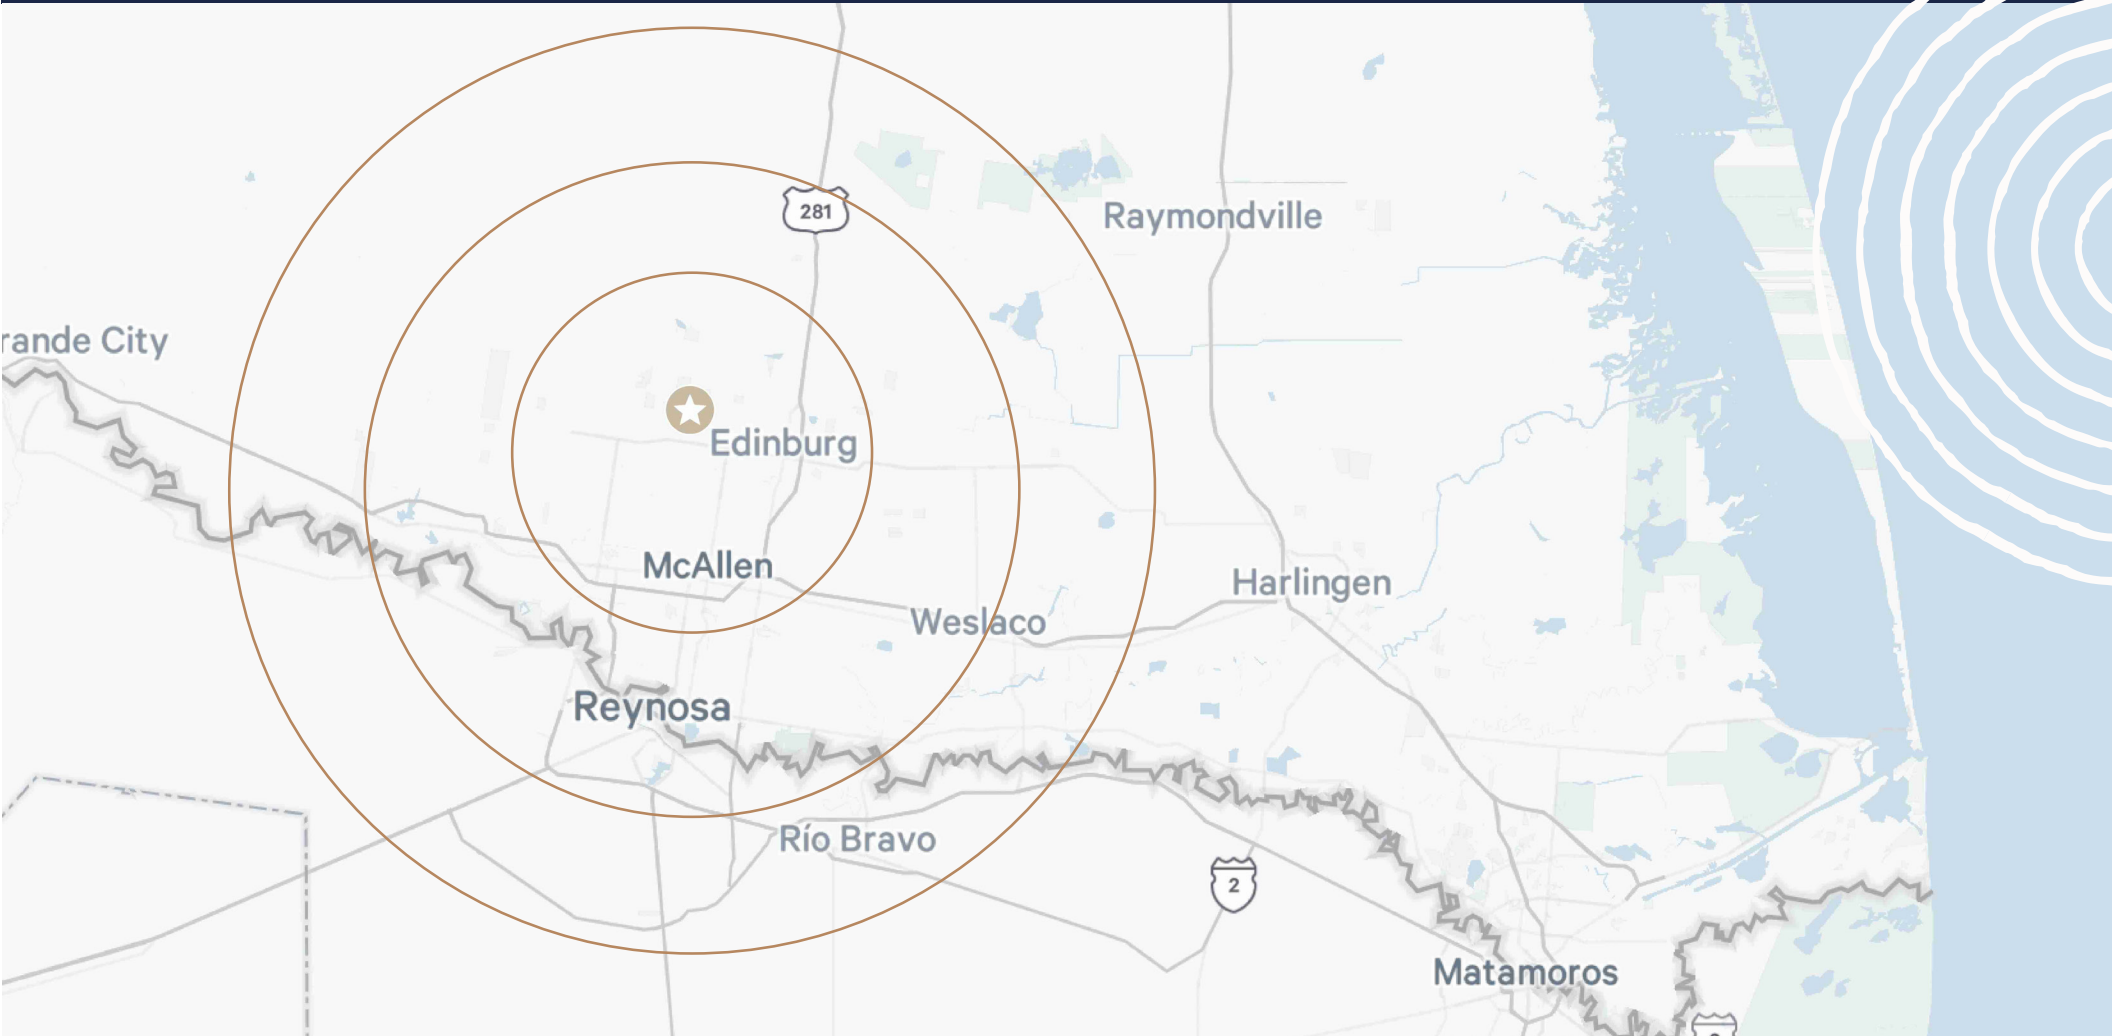 281
Raymondville
rande City
Edinburg
McAllen
Harlingen
Weslaco
Reynosa
Río Bravo
2
Matamoros